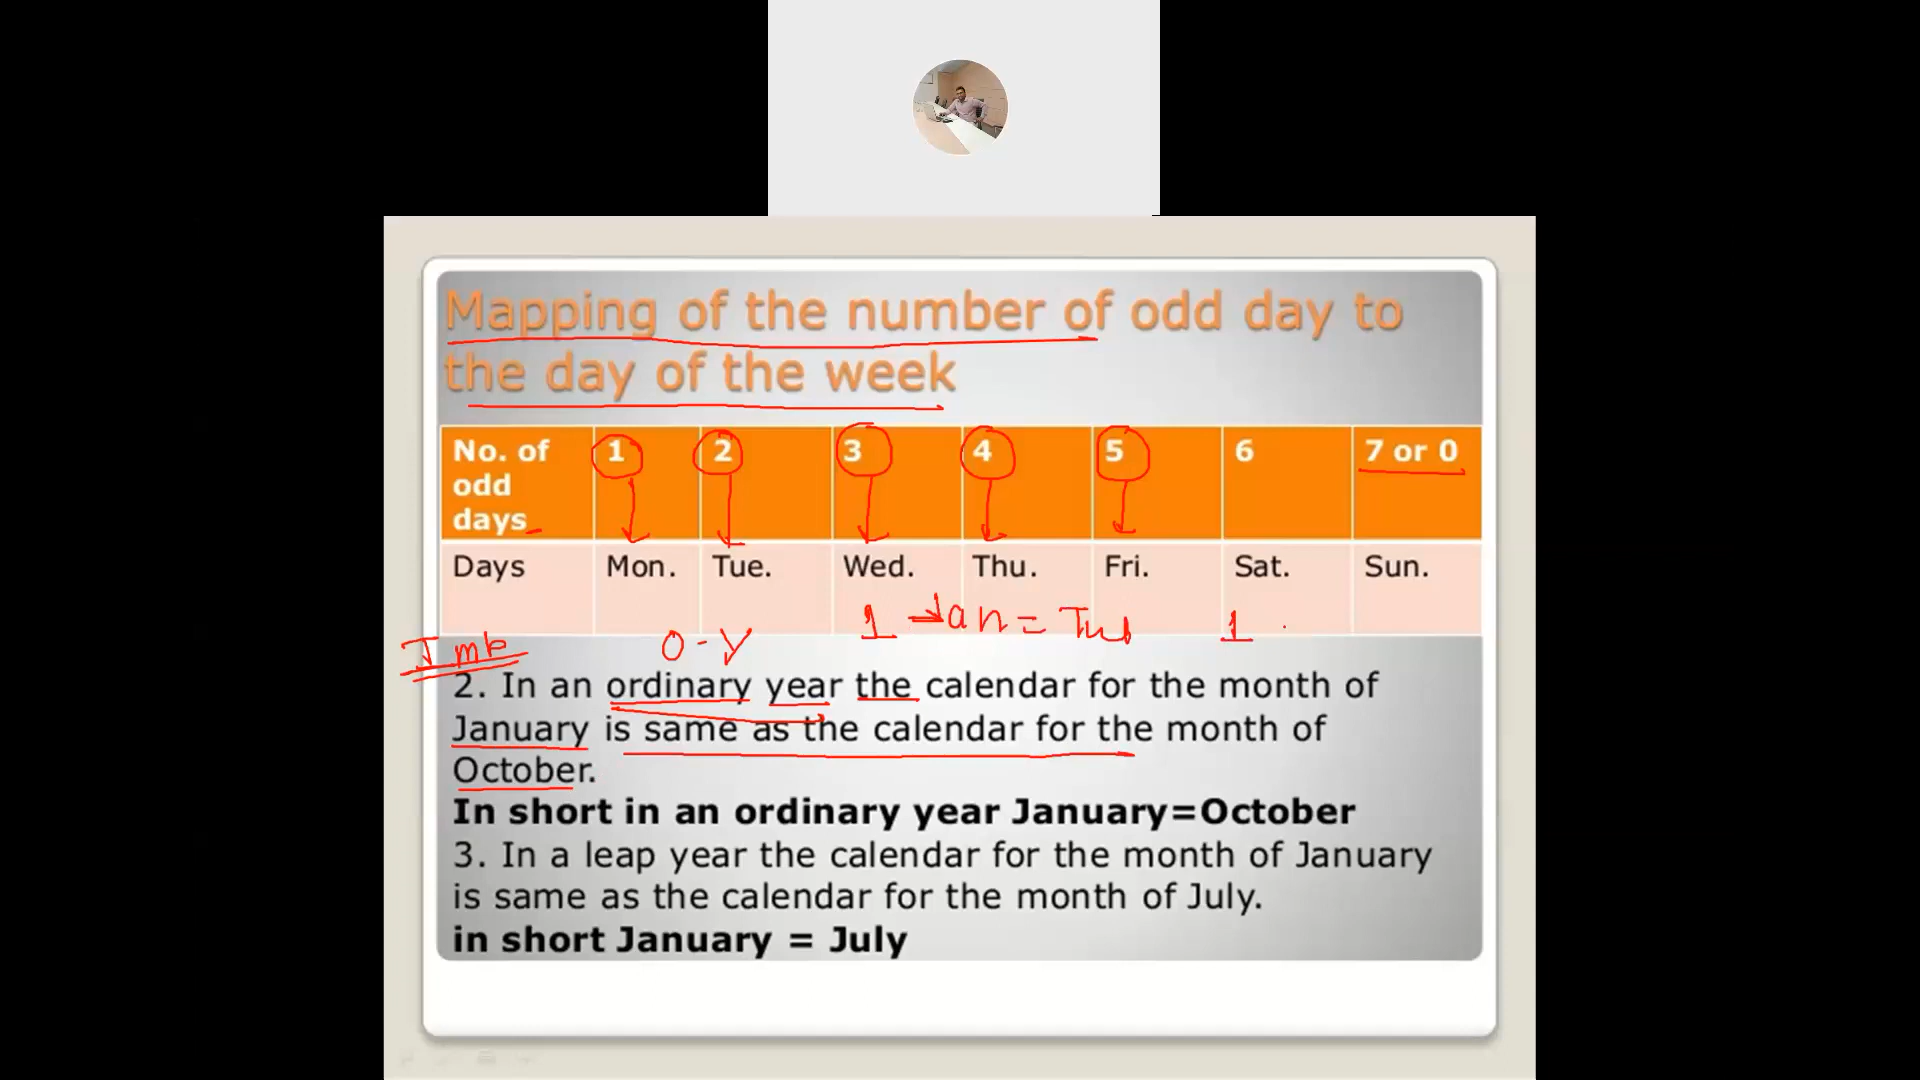 Mapping of the number of odd day to
the day of the week
No. of odd days 1 2 3 4 5 6 7 or 0
Days Mon. Tue. Wed. Thu. Fri. Sat. Sun.
1 Jan = Tue 1
Imp O-Y
2. In an ordinary year the calendar for the month of
January is same as the calendar for the month of
October.
In short in an ordinary year January=October
3. In a leap year the calendar for the month of January
is same as the calendar for the month of July.
in short January = July